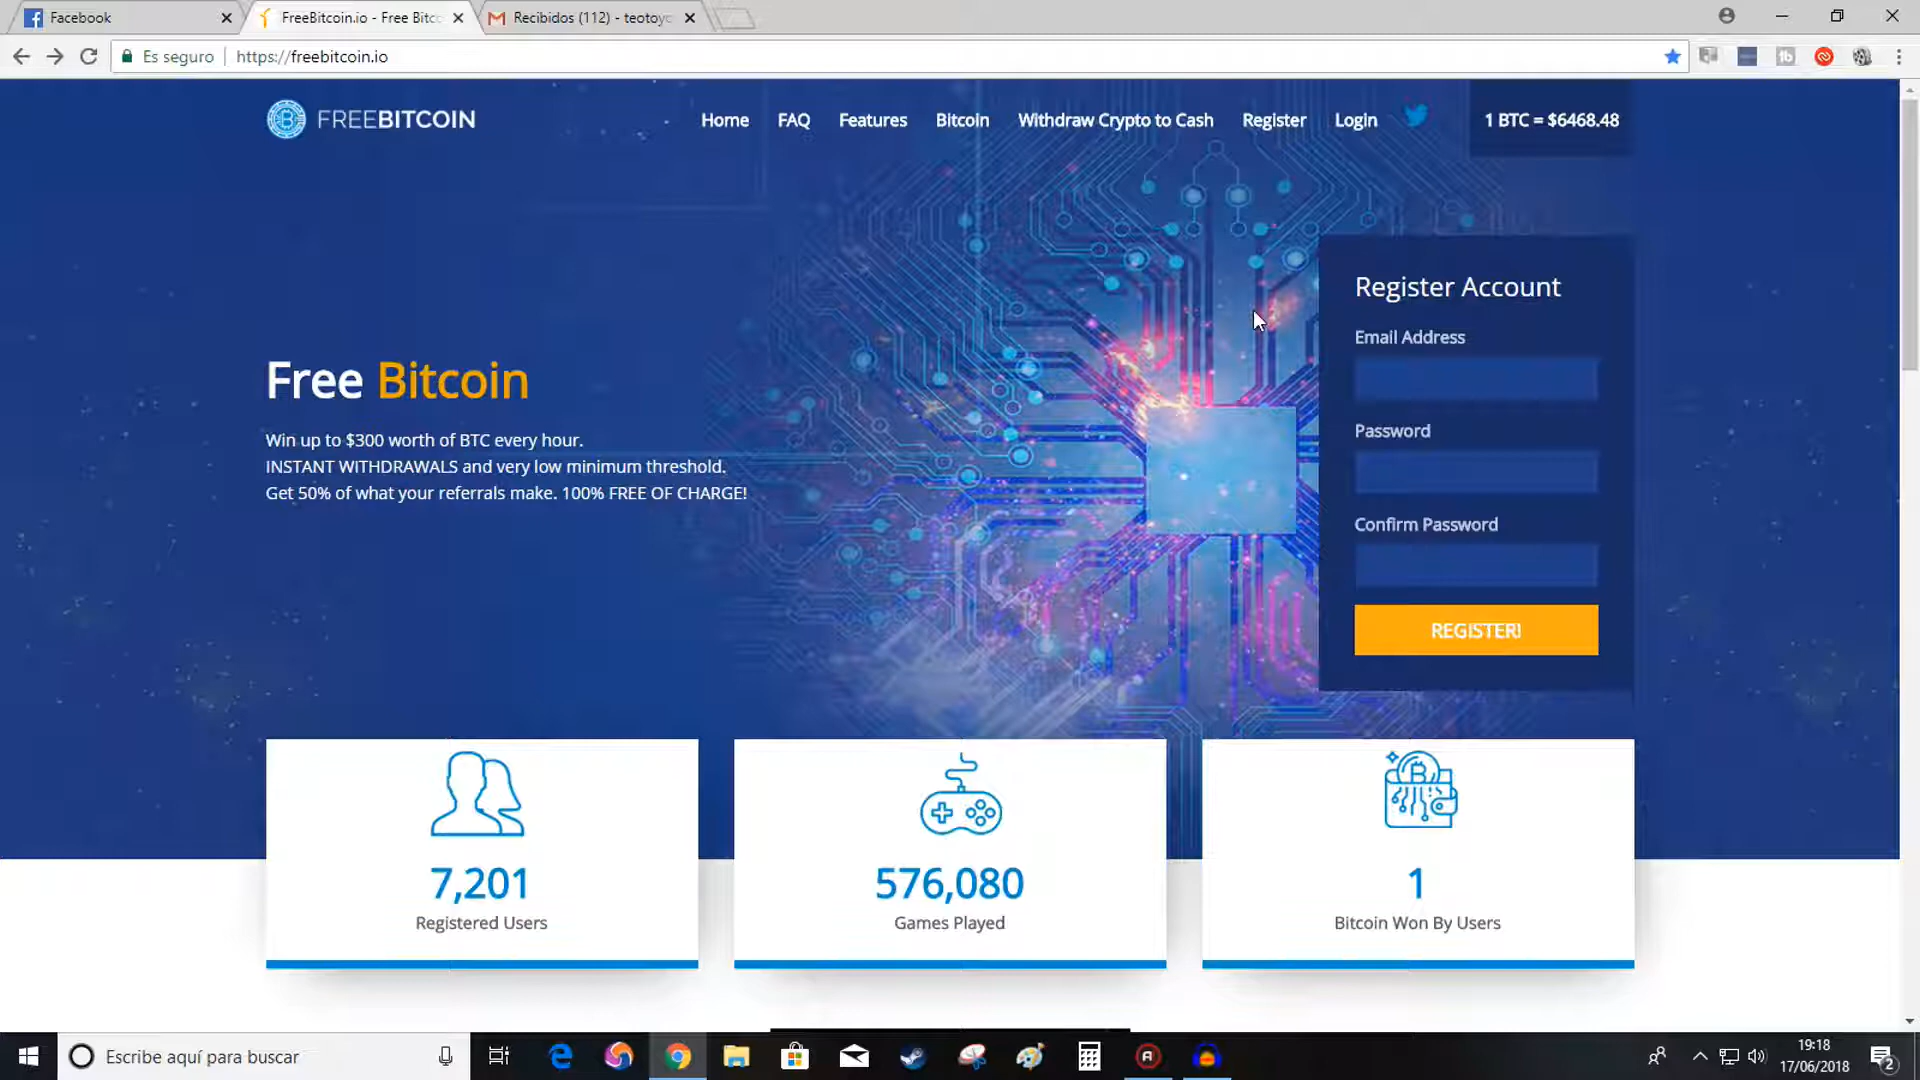 Facebook
FreeBitcoin.io - Free Bitc
Recibidos (112) - teotoyc
Es seguro
https://freebitcoin.io
FREEBITCOIN
Home
FAQ
Features
Bitcoin
Withdraw Crypto to Cash
Register
Login
1 BTC = $6468.48
Register Account
Email Address
Password
Confirm Password
REGISTER!
Free Bitcoin
Win up to $300 worth of BTC every hour.
INSTANT WITHDRAWALS and very low minimum threshold.
Get 50% of what your referrals make. 100% FREE OF CHARGE!
7,201
Registered Users
576,080
Games Played
1
Bitcoin Won By Users
Escribe aquí para buscar
19:18
17/06/2018
2